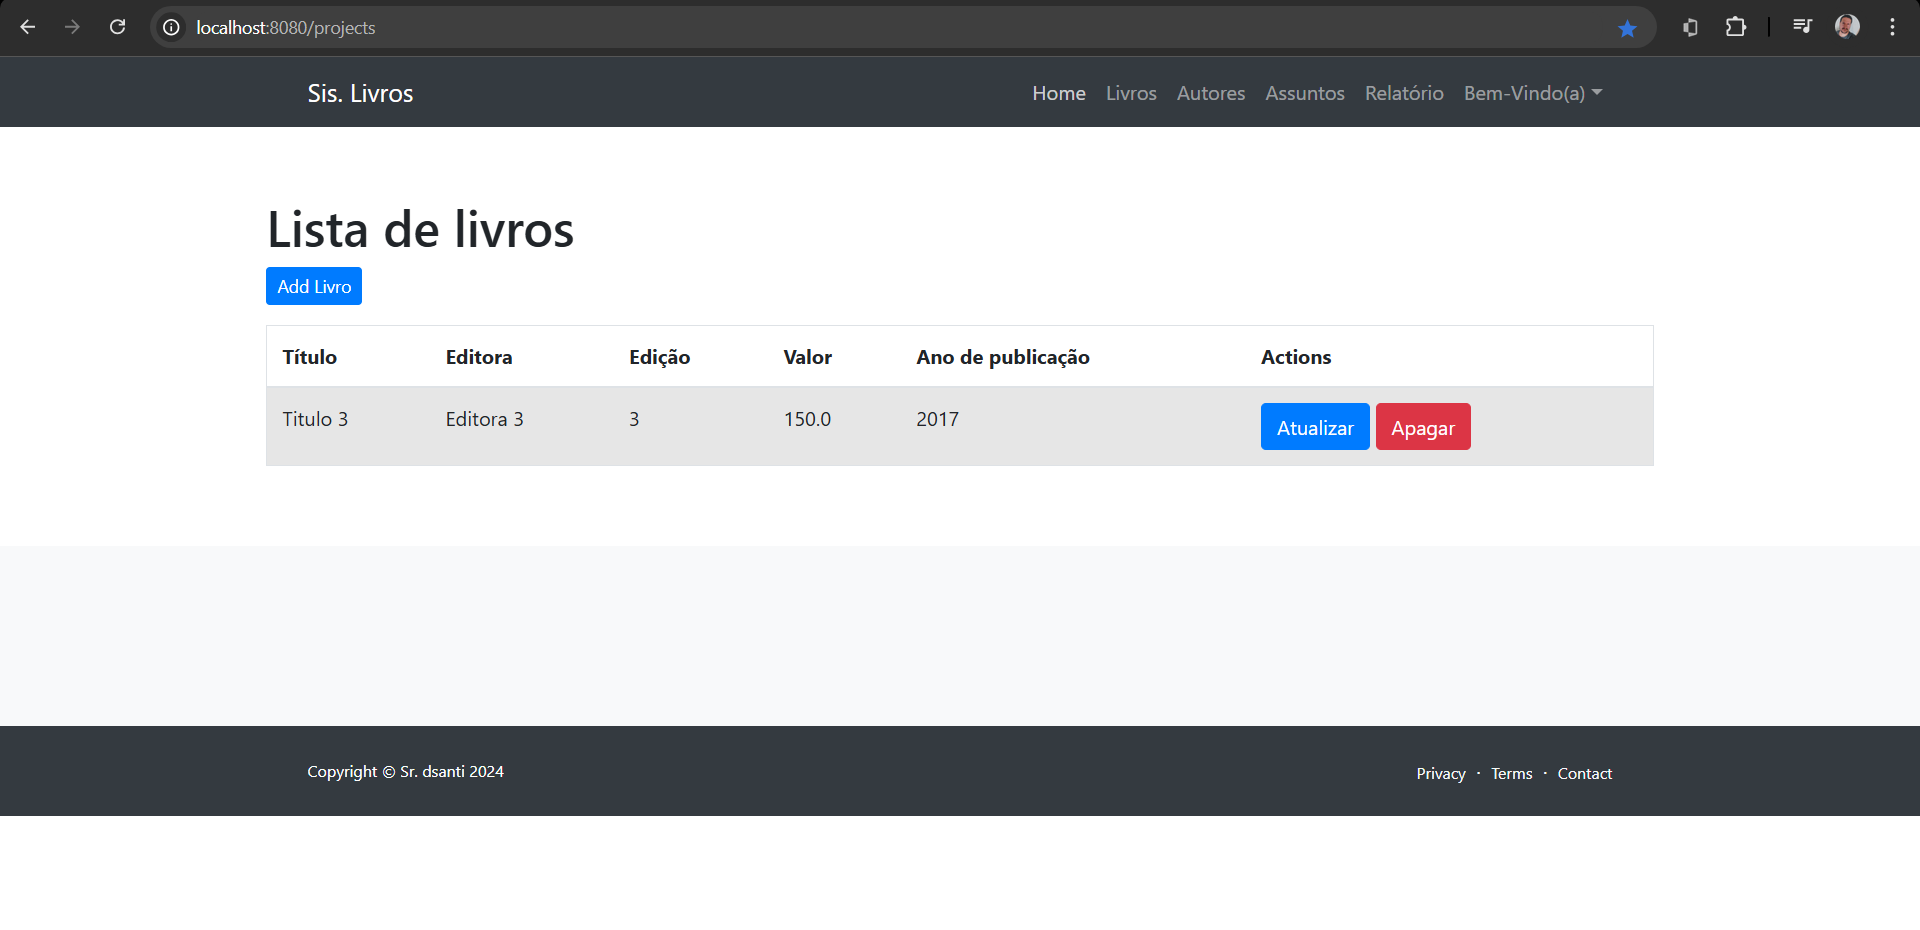 localhost:8080/projects
Sis. Livros Home Livros Autores Assuntos Relatório Bem-Vindo(a)
Lista de livros
Add Livro
Título Editora Edição Valor Ano de publicação Actions
Titulo 3 Editora 3 3 150.0 2017 Atualizar Apagar
Copyright © Sr. dsanti 2024 Privacy · Terms · Contact